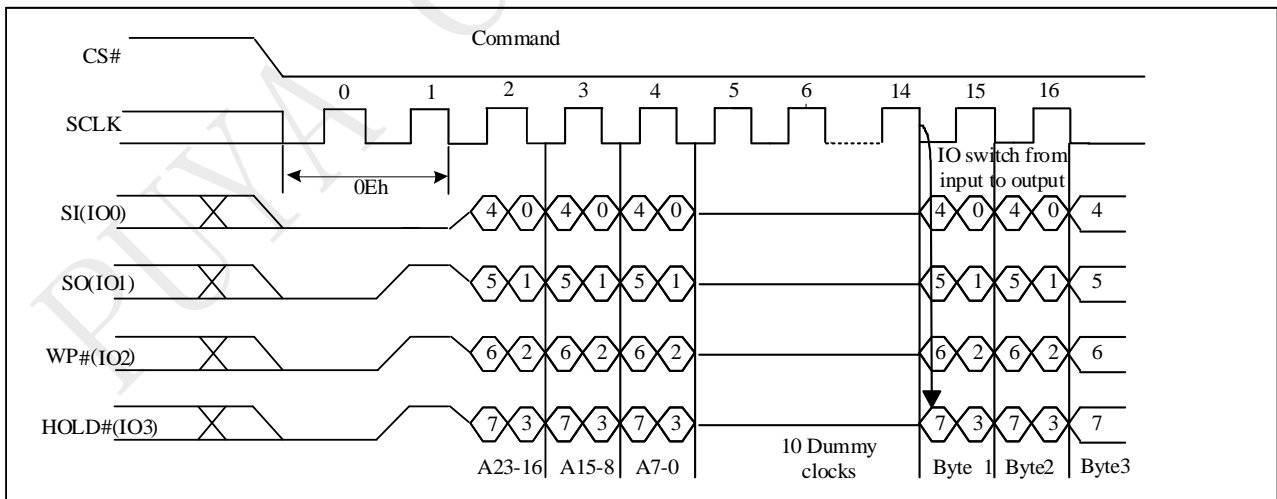 PUYA
Command
CS#
0 1 2 3 4 5 6 14 15 16
SCLK
IO switch from
input to output
0Eh
SI(IO0) 4 0 4 0 4 0 4 0 4 0 4
SO(IO1) 5 1 5 1 5 1 5 1 5 1 5
WP#(IO2) 6 2 6 2 6 2 6 2 6 2 6
HOLD#(IO3) 7 3 7 3 7 3 7 3 7 3 7
10 Dummy
clocks
A23-16 A15-8 A7-0 Byte 1 Byte2 Byte3